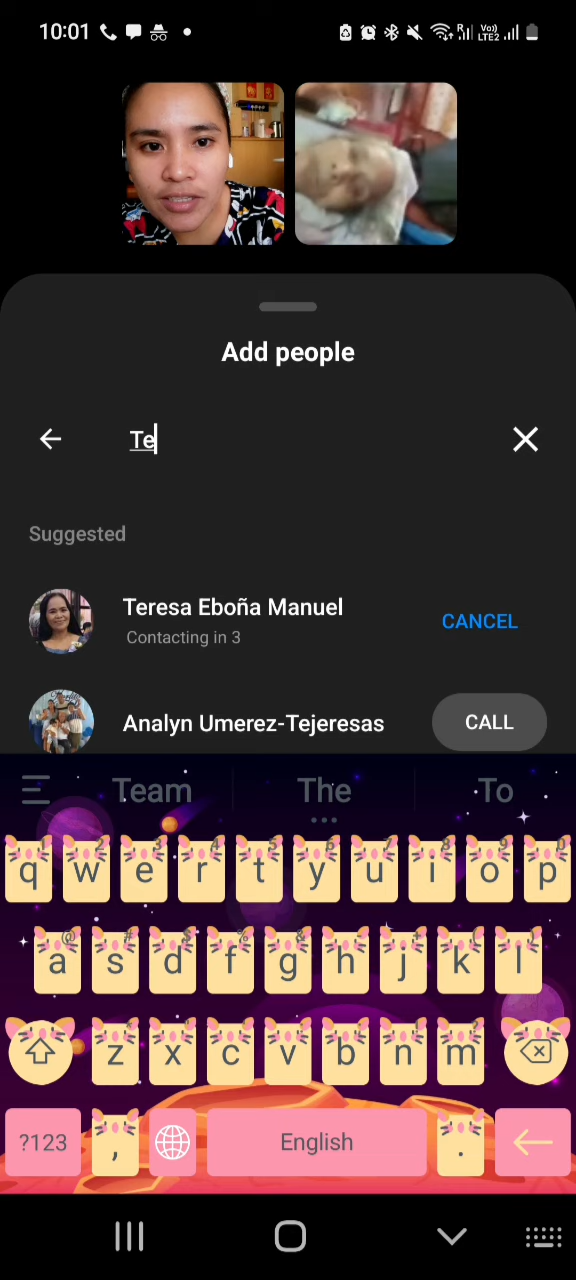 10:01
LTE2
Add people
Te
Suggested
Teresa Eboña Manuel
Contacting in 3
CANCEL
Analyn Umerez-Tejeresas
CALL
Team The To
q w e r t y u i o p
a s d f g h j k l
z x c v b n m
?123 , English .